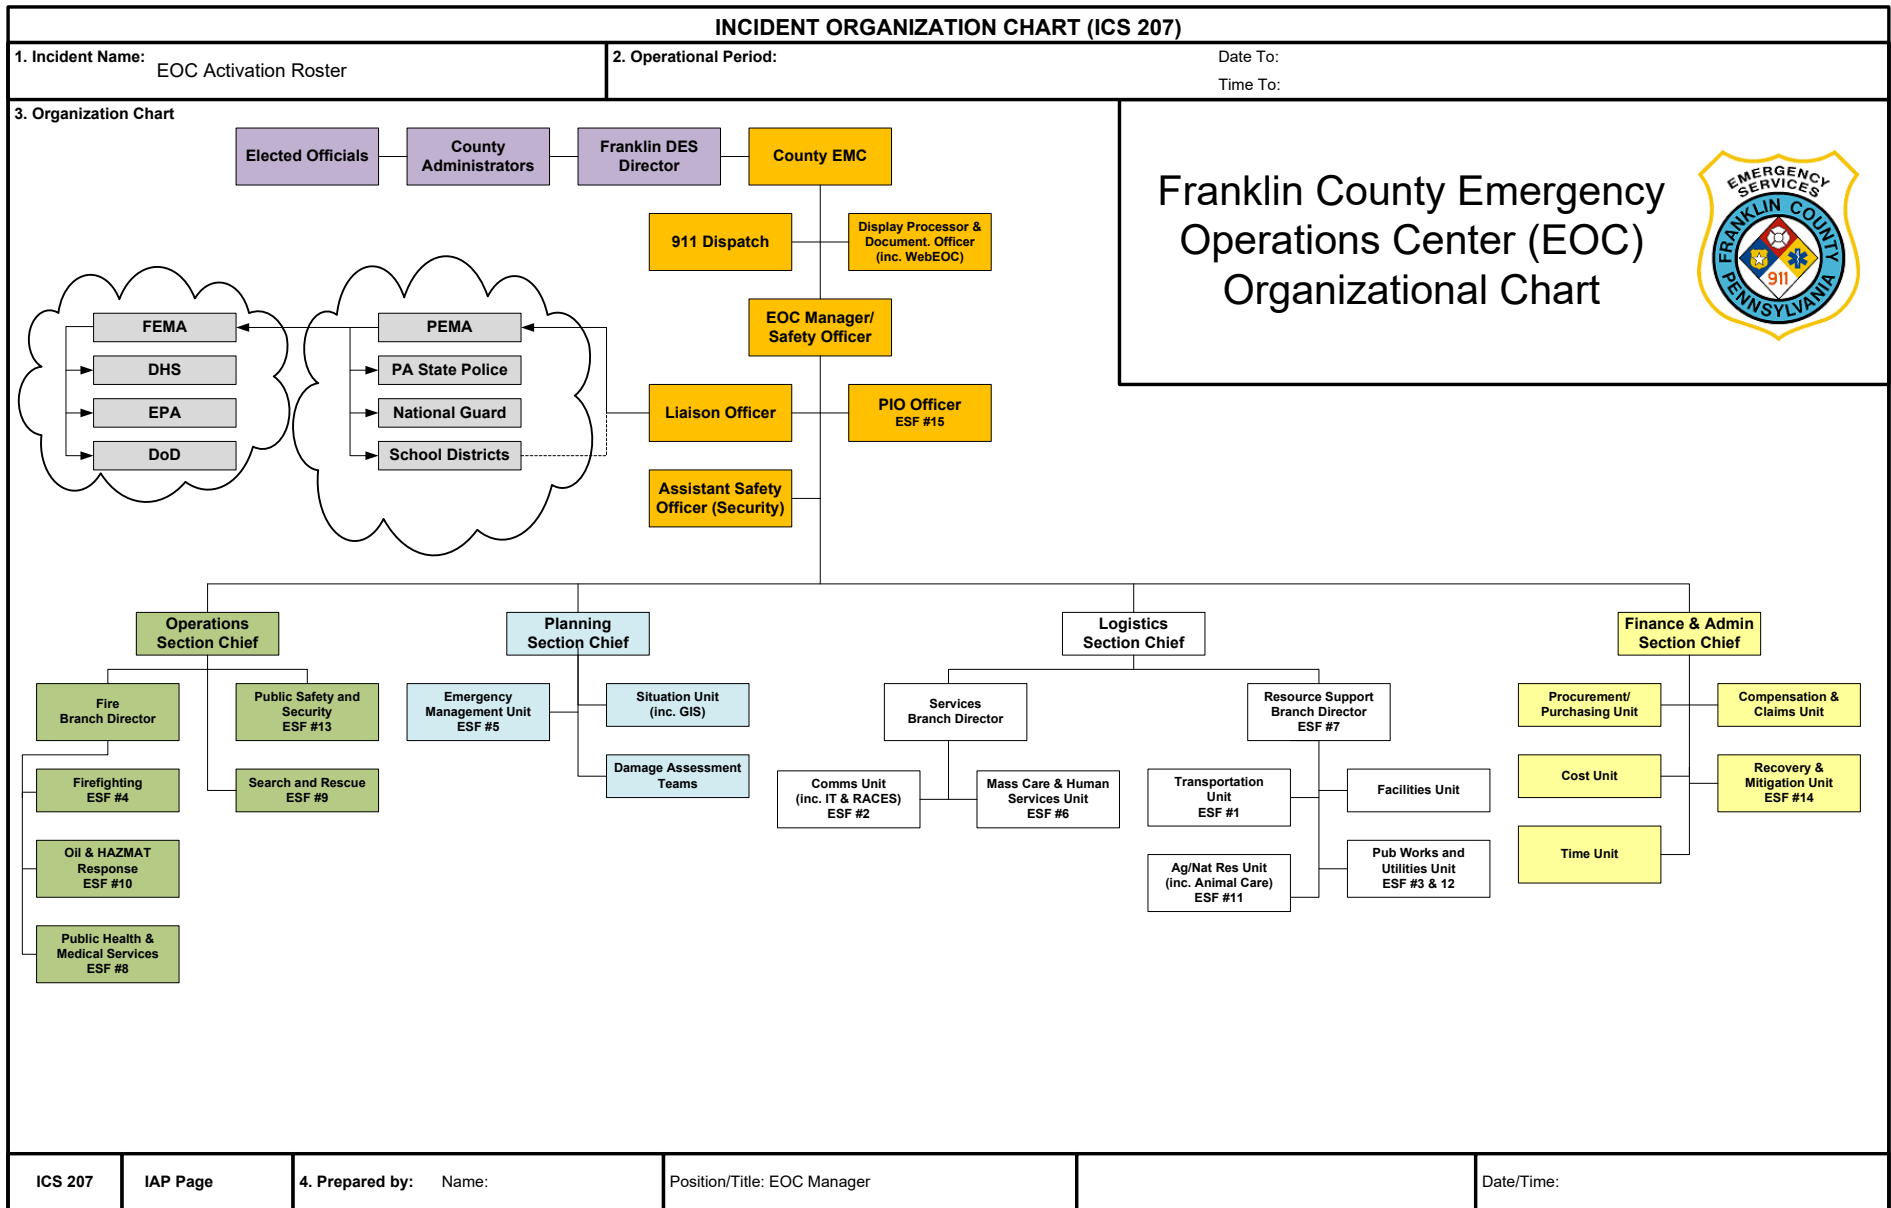 INCIDENT ORGANIZATION CHART (ICS 207)
1. Incident Name:
EOC Activation Roster
2. Operational Period:
Date To:
Time To:
3. Organization Chart
Franklin County Emergency
Operations Center (EOC)
Organizational Chart
EMERGENCY
SERVICES
FRANKLIN COUNTY
PENNSYLVANIA
911
Elected Officials
County
Administrators
Franklin DES
Director
County EMC
911 Dispatch
Display Processor &
Document. Officer
(inc. WebEOC)
EOC Manager/
Safety Officer
FEMA
DHS
EPA
DoD
PEMA
PA State Police
National Guard
School Districts
Liaison Officer
PIO Officer
ESF #15
Assistant Safety
Officer (Security)
Operations
Section Chief
Fire
Branch Director
Public Safety and
Security
ESF #13
Firefighting
ESF #4
Search and Rescue
ESF #9
Oil & HAZMAT
Response
ESF #10
Public Health &
Medical Services
ESF #8
Planning
Section Chief
Emergency
Management Unit
ESF #5
Situation Unit
(inc. GIS)
Damage Assessment
Teams
Logistics
Section Chief
Services
Branch Director
Comms Unit
(inc. IT & RACES)
ESF #2
Mass Care & Human
Services Unit
ESF #6
Resource Support
Branch Director
ESF #7
Transportation
Unit
ESF #1
Facilities Unit
Ag/Nat Res Unit
(inc. Animal Care)
ESF #11
Pub Works and
Utilities Unit
ESF #3 & 12
Finance & Admin
Section Chief
Procurement/
Purchasing Unit
Compensation &
Claims Unit
Cost Unit
Recovery &
Mitigation Unit
ESF #14
Time Unit
ICS 207
IAP Page
4. Prepared by: Name:
Position/Title: EOC Manager
Date/Time: